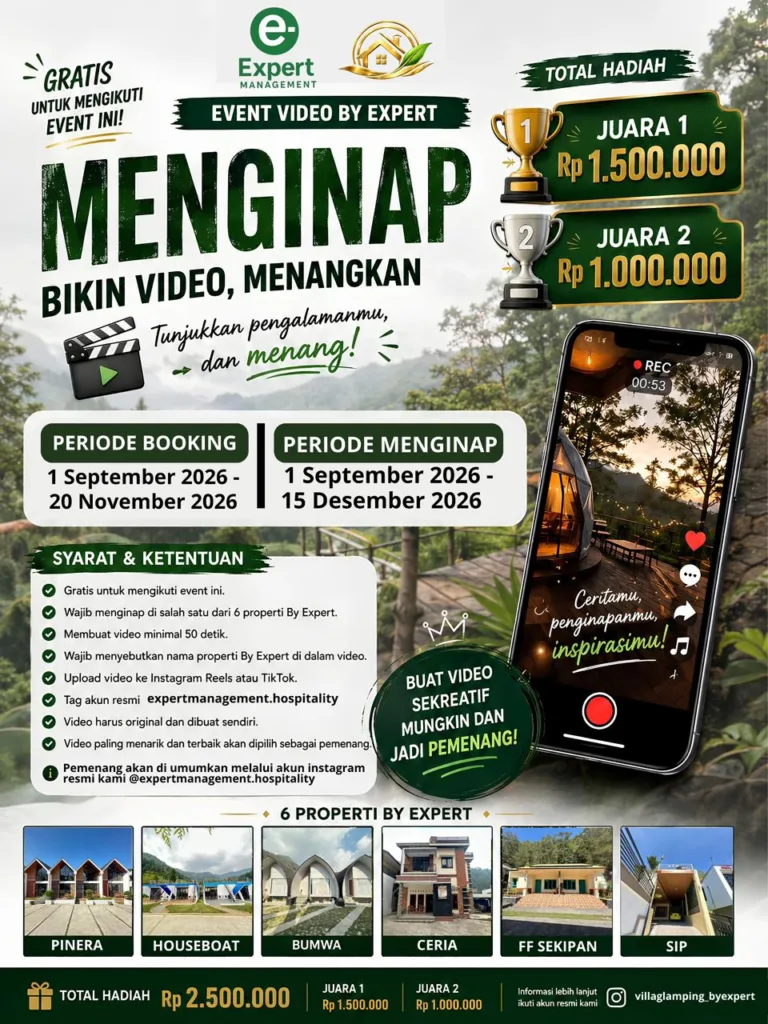 e-
Expert
MANAGEMENT
GRATIS
UNTUK MENGIKUTI
EVENT INI!
EVENT VIDEO BY EXPERT
MENGINAP
BIKIN VIDEO, MENANGKAN
Tunjukkan pengalamanmu,
dan menang!
TOTAL HADIAH
1
JUARA 1
Rp 1.500.000
2
JUARA 2
Rp 1.000.000
PERIODE BOOKING
1 September 2026 -
20 November 2026
PERIODE MENGINAP
1 September 2026 -
15 Desember 2026
REC
00:53
Ceritamu,
penginapanmu,
inspirasimu!
SYARAT & KETENTUAN
Gratis untuk mengikuti event ini.
Wajib menginap di salah satu dari 6 properti By Expert.
Membuat video minimal 50 detik.
Wajib menyebutkan nama properti By Expert di dalam video.
Upload video ke Instagram Reels atau TikTok.
Tag akun resmi expertmanagement.hospitality
Video harus original dan dibuat sendiri.
Video paling menarik dan terbaik akan dipilih sebagai pemenang.
Pemenang akan di umumkan melalui akun instagram
resmi kami @expertmanagement.hospitality
BUAT VIDEO
SEKREATIF
MUNGKIN DAN
JADI PEMENANG!
6 PROPERTI BY EXPERT
PINERA
HOUSEBOAT
BUMWA
CERIA
FF SEKIPAN
SIP
TOTAL HADIAH
Rp 2.500.000
JUARA 1
Rp 1.500.000
JUARA 2
Rp 1.000.000
Informasi lebih lanjut
ikuti akun resmi kami
villaglamping_byexpert